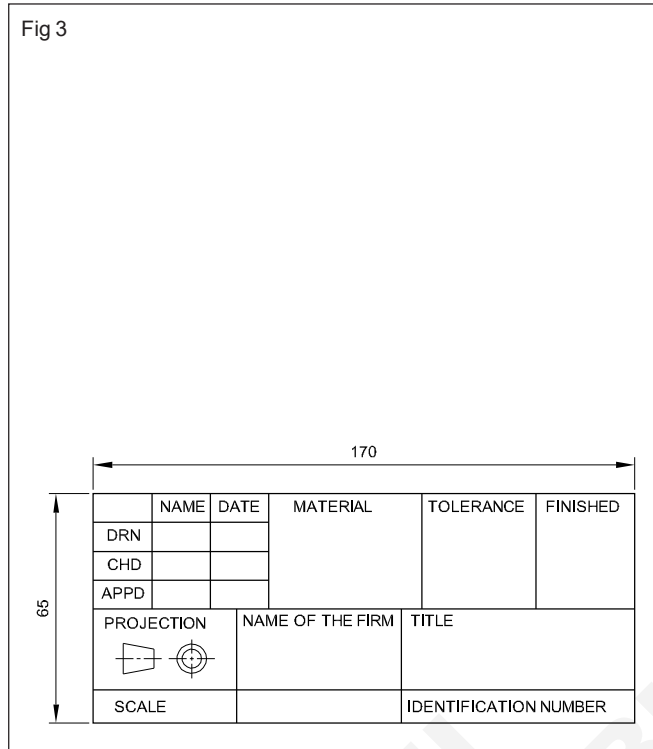 Fig 3
170
65
NAME DATE MATERIAL TOLERANCE FINISHED
DRN
CHD
APPD
PROJECTION NAME OF THE FIRM TITLE
SCALE IDENTIFICATION NUMBER